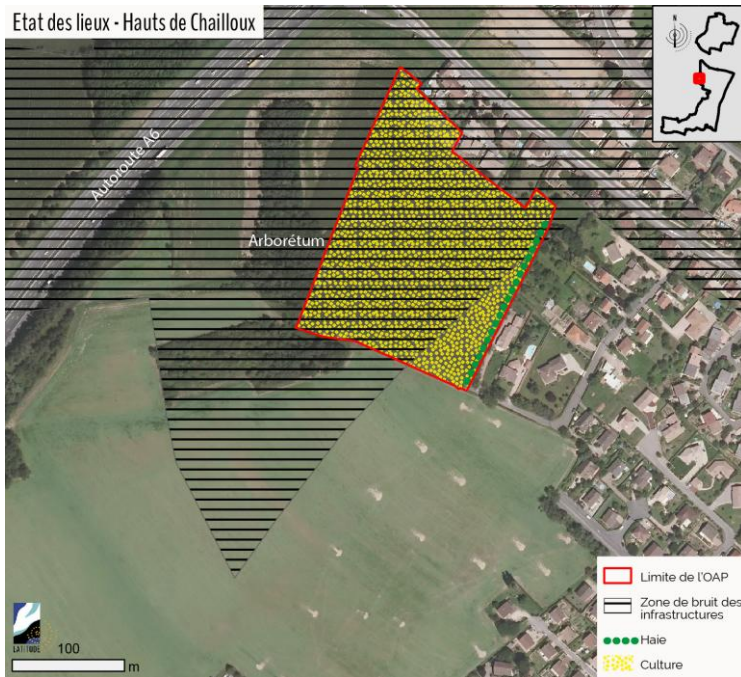 Etat des lieux - Hauts de Chailloux
N
Autoroute A6
Arborétum
Limite de l'OAP
Zone de bruit des
infrastructures
Haie
Culture
LATITUDE
100
m